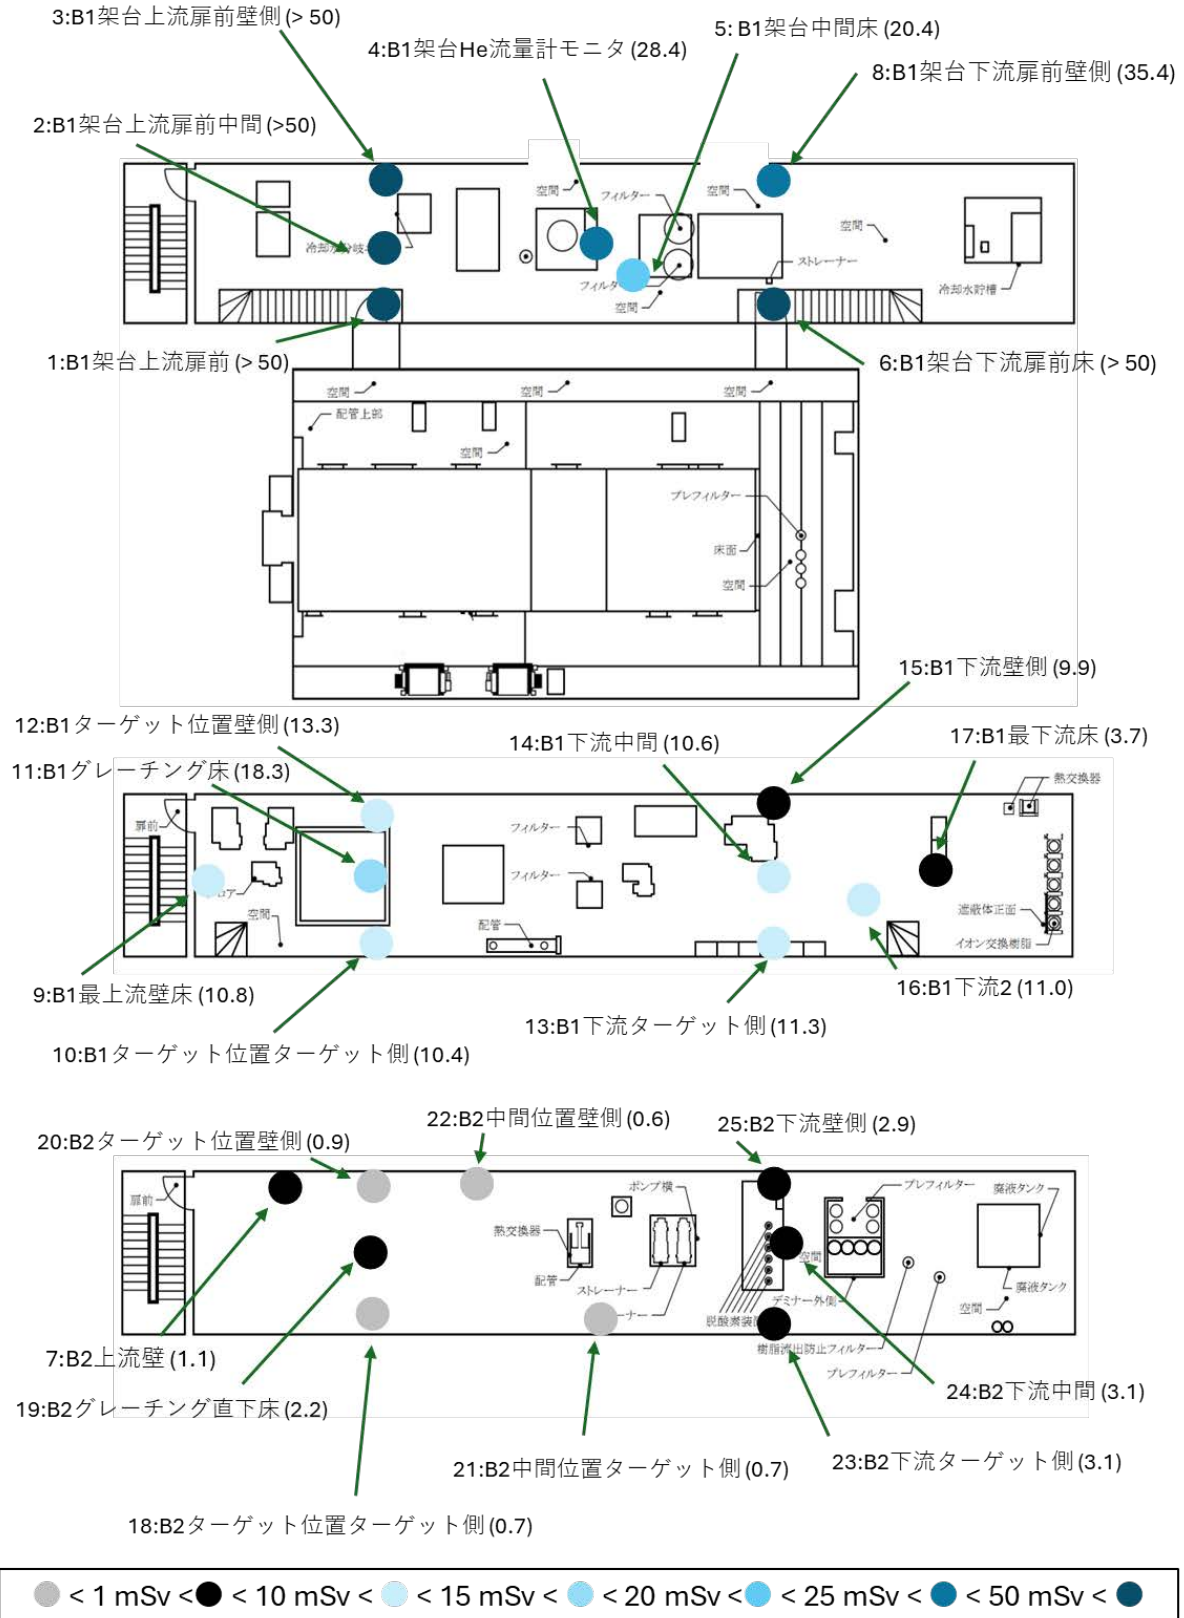 3:B1架台上流扉前壁側(> 50)
5: B1架台中間床(20.4)
4:B1架台He流量計モニタ(28.4)
8:B1架台下流扉前壁側(35.4)
2:B1架台上流扉前中間(>50)
空間
フィルター
空間
空間
冷却水分岐
ストレーナー
フィル
空間
冷却水貯槽
1:B1架台上流扉前(> 50)
6:B1架台下流扉前床(> 50)
空間
空間
空間
配管上部
空間
プレフィルター
床面
空間
15:B1下流壁側(9.9)
12:B1ターゲット位置壁側(13.3)
14:B1下流中間(10.6)
17:B1最下流床(3.7)
11:B1グレーチング床(18.3)
熱交換器
扉前
フィルター
フィルター
ロア
空間
配管
遮蔽体正面
イオン交換樹脂
9:B1最上流壁床(10.8)
16:B1下流2 (11.0)
13:B1下流ターゲット側(11.3)
10:B1ターゲット位置ターゲット側(10.4)
22:B2中間位置壁側(0.6)
25:B2下流壁側(2.9)
20:B2ターゲット位置壁側(0.9)
扉前
ポンプ横
プレフィルター
廃液タンク
熱交換器
空間
配管
ストレーナー
デミナー外側
廃液タンク
ーナー
脱酸素装
空間
樹脂流出防止フィルター
プレフィルター
7:B2上流壁(1.1)
24:B2下流中間(3.1)
19:B2グレーチング直下床(2.2)
21:B2中間位置ターゲット側(0.7)
23:B2下流ターゲット側(3.1)
18:B2ターゲット位置ターゲット側(0.7)
< 1 mSv < < 10 mSv < < 15 mSv < < 20 mSv < < 25 mSv < < 50 mSv <